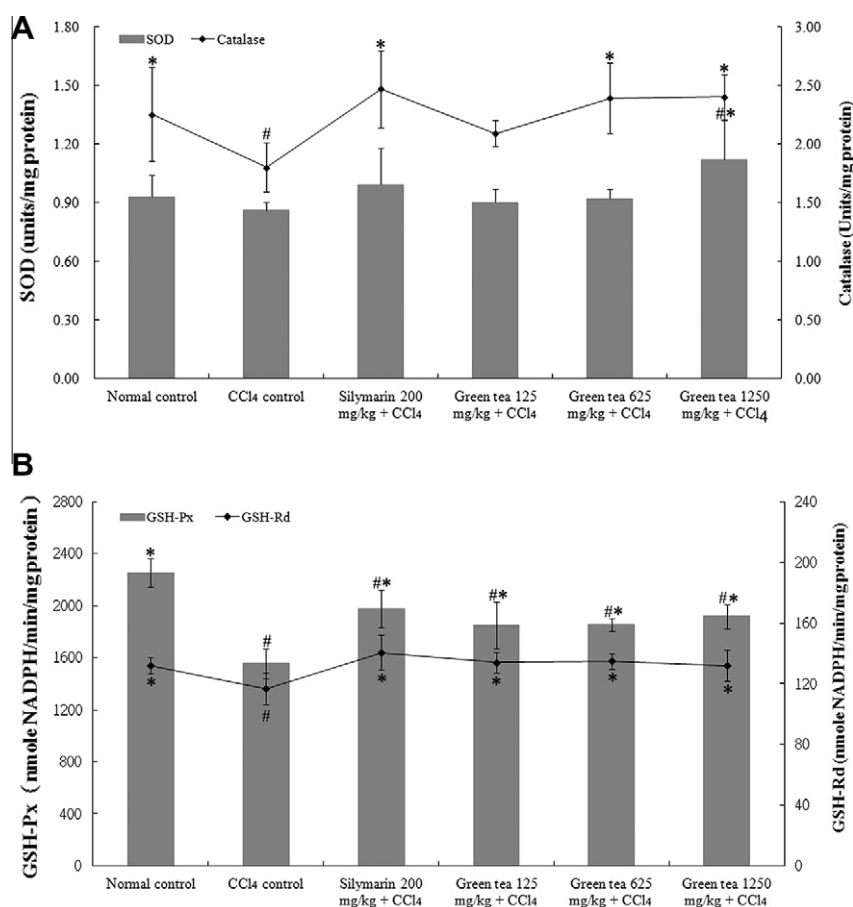 A
SOD
Catalase
SOD (units/mg protein)
1.80
1.50
1.20
0.90
0.60
0.30
0.00
*
#
*
*
*
#*
3.00
2.50
2.00
1.50
1.00
0.50
0.00
Catalase (Units/mg protein)
Normal control
CCl4 control
Silymarin 200
mg/kg + CCl4
Green tea 125
mg/kg + CCl4
Green tea 625
mg/kg + CCl4
Green tea 1250
mg/kg + CCl4
B
GSH-Px
GSH-Rd
GSH-Px ( nmole NADPH/min/mgprotein )
2800
2400
2000
1600
1200
800
400
0
*
#
#*
#*
#*
#*
*
#
*
*
*
*
240
200
160
120
80
40
0
GSH-Rd (nmole NADPH/min/mgprotein)
Normal control
CCl4 control
Silymarin 200
mg/kg + CCl4
Green tea 125
mg/kg + CCl4
Green tea 625
mg/kg + CCl4
Green tea 1250
mg/kg + CCl4